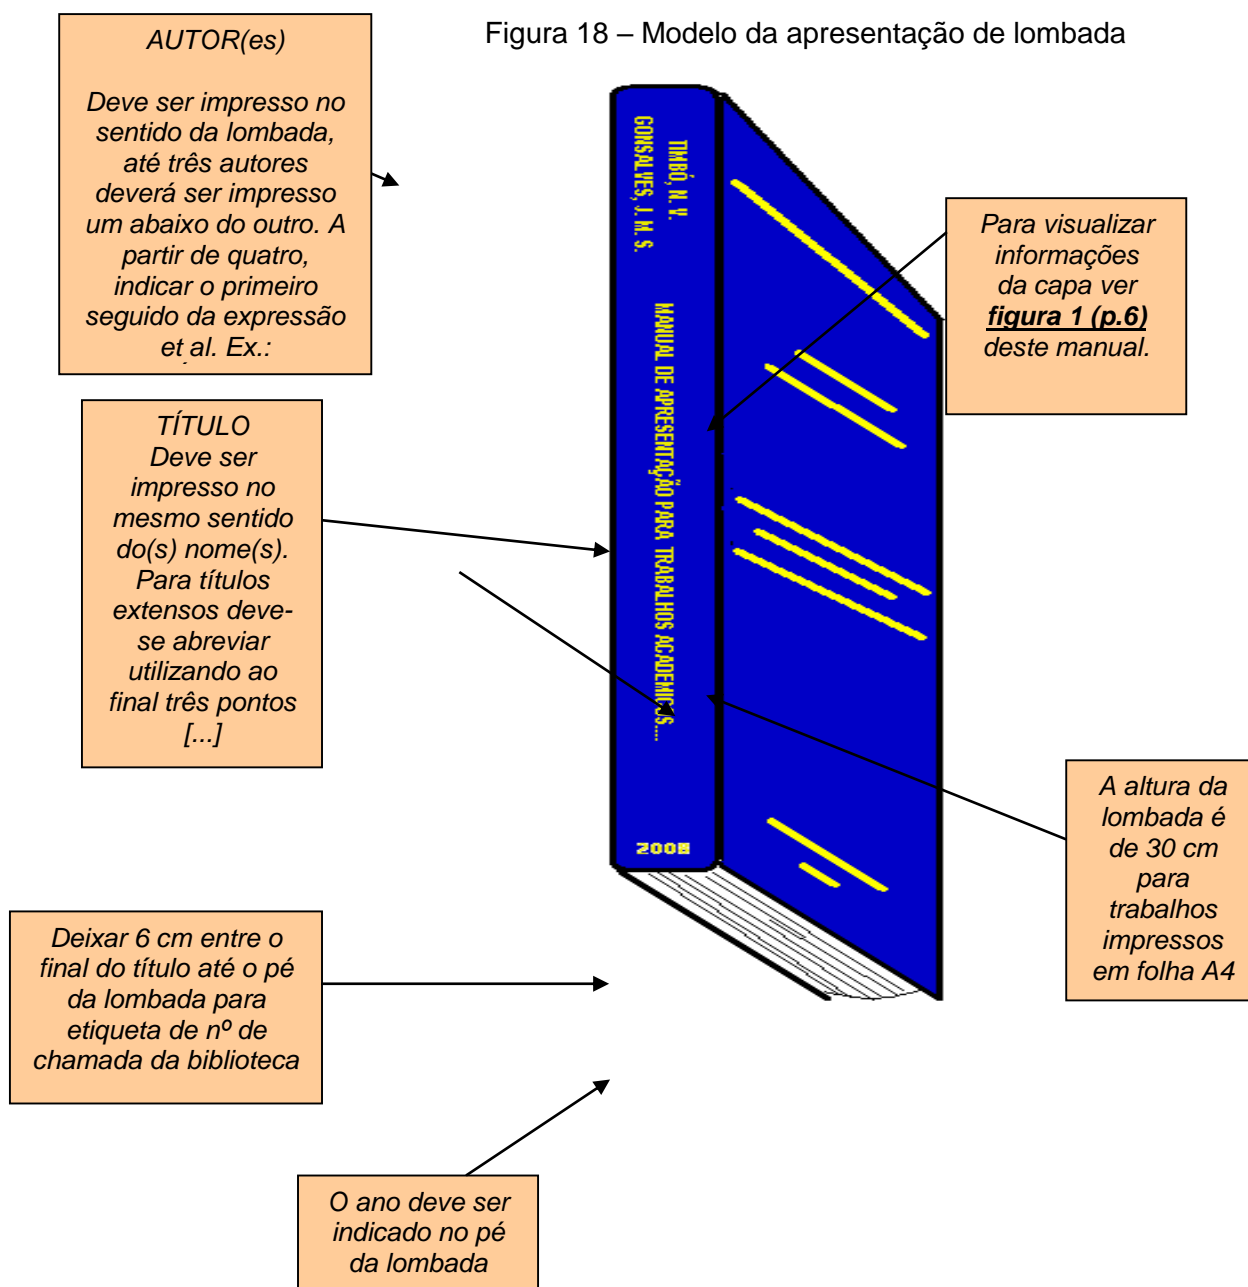 Figura 18 – Modelo da apresentação de lombada
AUTOR(es)
Deve ser impresso no
sentido da lombada,
até três autores
deverá ser impresso
um abaixo do outro. A
partir de quatro,
indicar o primeiro
seguido da expressão
et al. Ex.:
TÍTULO
Deve ser
impresso no
mesmo sentido
do(s) nome(s).
Para títulos
extensos deve-
se abreviar
utilizando ao
final três pontos
[...]
Deixar 6 cm entre o
final do título até o pé
da lombada para
etiqueta de nº de
chamada da biblioteca
O ano deve ser
indicado no pé
da lombada
TIMBÓ, N. V.
GONSALVES, J. M. S.
MANUAL DE APRESENTAÇÃO PARA TRABALHOS ACADEMICOS....
Para visualizar
informações
da capa ver
figura 1 (p.6)
deste manual.
A altura da
lombada é
de 30 cm
para
trabalhos
impressos
em folha A4